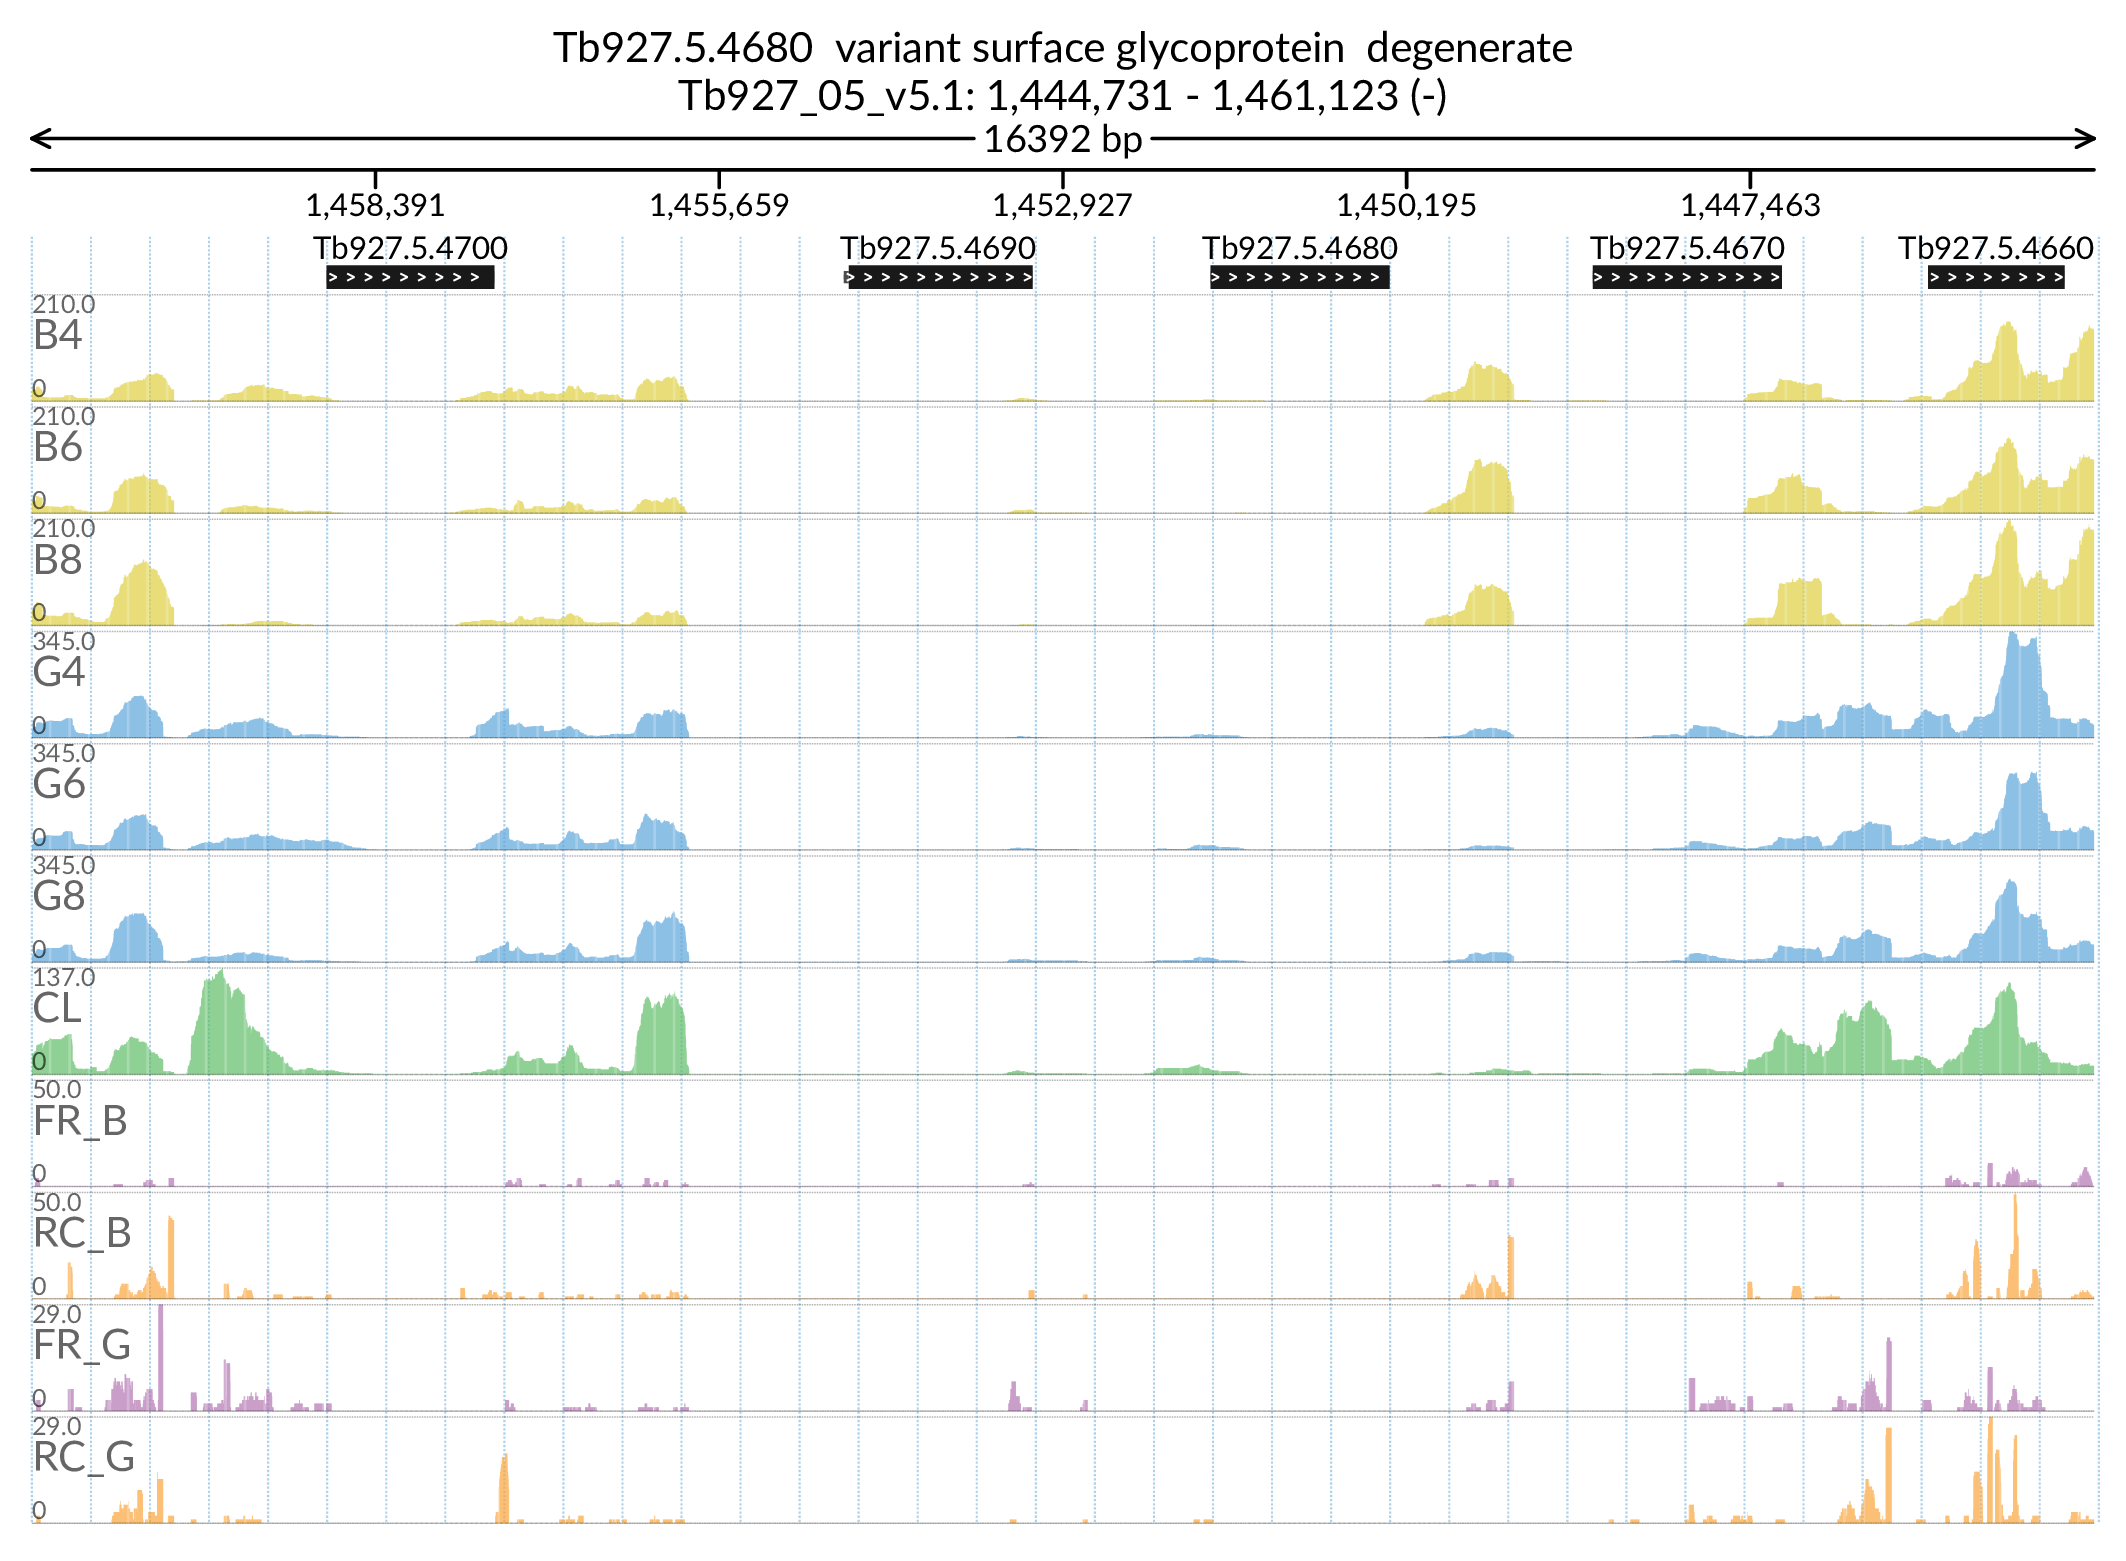 Tb927.5.4680 variant surface glycoprotein degenerate
Tb927_05_v5.1: 1,444,731 - 1,461,123 (-)
16392 bp
1,458,391 1,455,659 1,452,927 1,450,195 1,447,463
Tb927.5.4700 Tb927.5.4690 Tb927.5.4680 Tb927.5.4670 Tb927.5.4660
210.0
B4
0
210.0
B6
0
210.0
B8
0
345.0
G4
0
345.0
G6
0
345.0
G8
0
137.0
CL
0
50.0
FR_B
0
50.0
RC_B
0
29.0
FR_G
0
29.0
RC_G
0